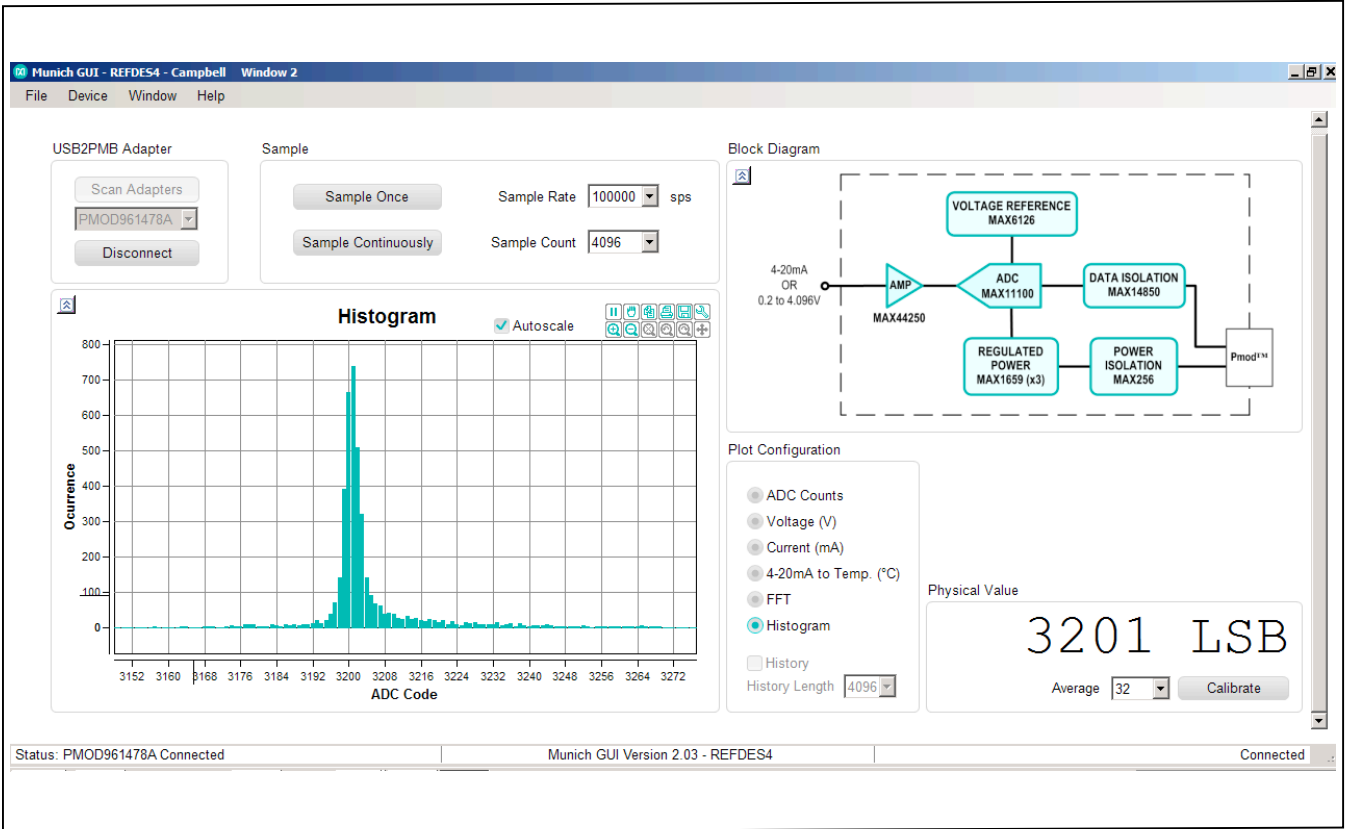 Munich GUI - REFDES4 - Campbell Window 2
File Device Window Help
USB2PMB Adapter
Scan Adapters
PMOD961478A
Disconnect
Sample
Sample Once
Sample Rate 100000 sps
Sample Continuously
Sample Count 4096
Block Diagram
VOLTAGE REFERENCE
MAX6126
4-20mA
OR
0.2 to 4.096V
AMP
MAX44250
ADC
MAX11100
DATA ISOLATION
MAX14850
REGULATED
POWER
MAX1659 (x3)
POWER
ISOLATION
MAX256
Pmod™
Histogram
Autoscale
800
700
600
500
400
300
200
100
0
Ocurrence
3152 3160 3168 3176 3184 3192 3200 3208 3216 3224 3232 3240 3248 3256 3264 3272
ADC Code
Plot Configuration
ADC Counts
Voltage (V)
Current (mA)
4-20mA to Temp. (°C)
FFT
Histogram
History
History Length 4096
Physical Value
3201 LSB
Average 32 Calibrate
Status: PMOD961478A Connected
Munich GUI Version 2.03 - REFDES4
Connected